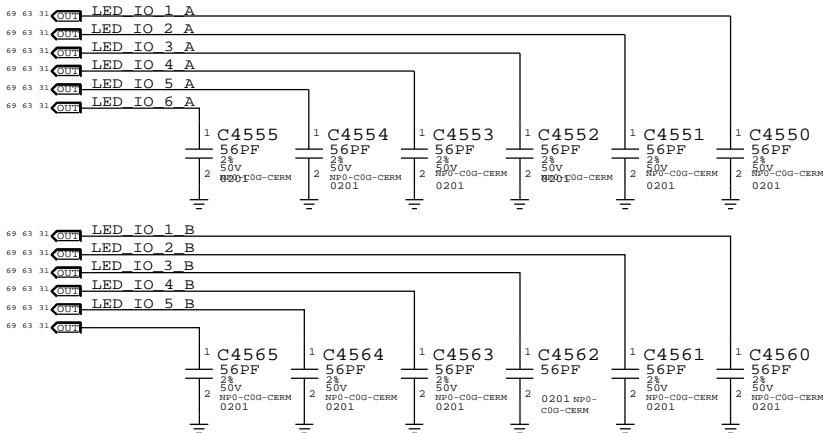 69 63 31 OUT LED_IO_1_A
69 63 31 OUT LED_IO_2_A
69 63 31 OUT LED_IO_3_A
69 63 31 OUT LED_IO_4_A
69 63 31 OUT LED_IO_5_A
69 63 31 OUT LED_IO_6_A
1 C4555 1 C4554 1 C4553 1 C4552 1 C4551 1 C4550
56PF 56PF 56PF 56PF 56PF 56PF
2% 2% 2% 2% 2% 2%
50V 50V 50V 50V 50V 50V
2 NP0-C0G-CERM 2 NP0-C0G-CERM 2 NP0-C0G-CERM 2 NP0-C0G-CERM 2 NP0-C0G-CERM 2 NP0-C0G-CERM
0201 0201 0201 0201 0201 0201
69 63 31 OUT LED_IO_1_B
69 63 31 OUT LED_IO_2_B
69 63 31 OUT LED_IO_3_B
69 63 31 OUT LED_IO_4_B
69 63 31 OUT LED_IO_5_B
69 63 31 OUT
1 C4565 1 C4564 1 C4563 1 C4562 1 C4561 1 C4560
56PF 56PF 56PF 56PF 56PF 56PF
2% 2% 2% 2% 2%
50V 50V 50V 50V 50V
2 NP0-C0G-CERM 2 NP0-C0G-CERM 2 NP0-C0G-CERM 2 0201 NP0- 2 NP0-C0G-CERM 2 NP0-C0G-CERM
0201 0201 0201 C0G-CERM 0201 0201